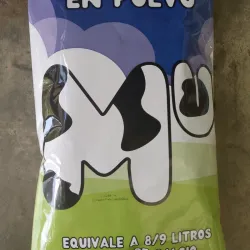 EN POLVO
MU
EQUIVALE A 8/9 LITROS